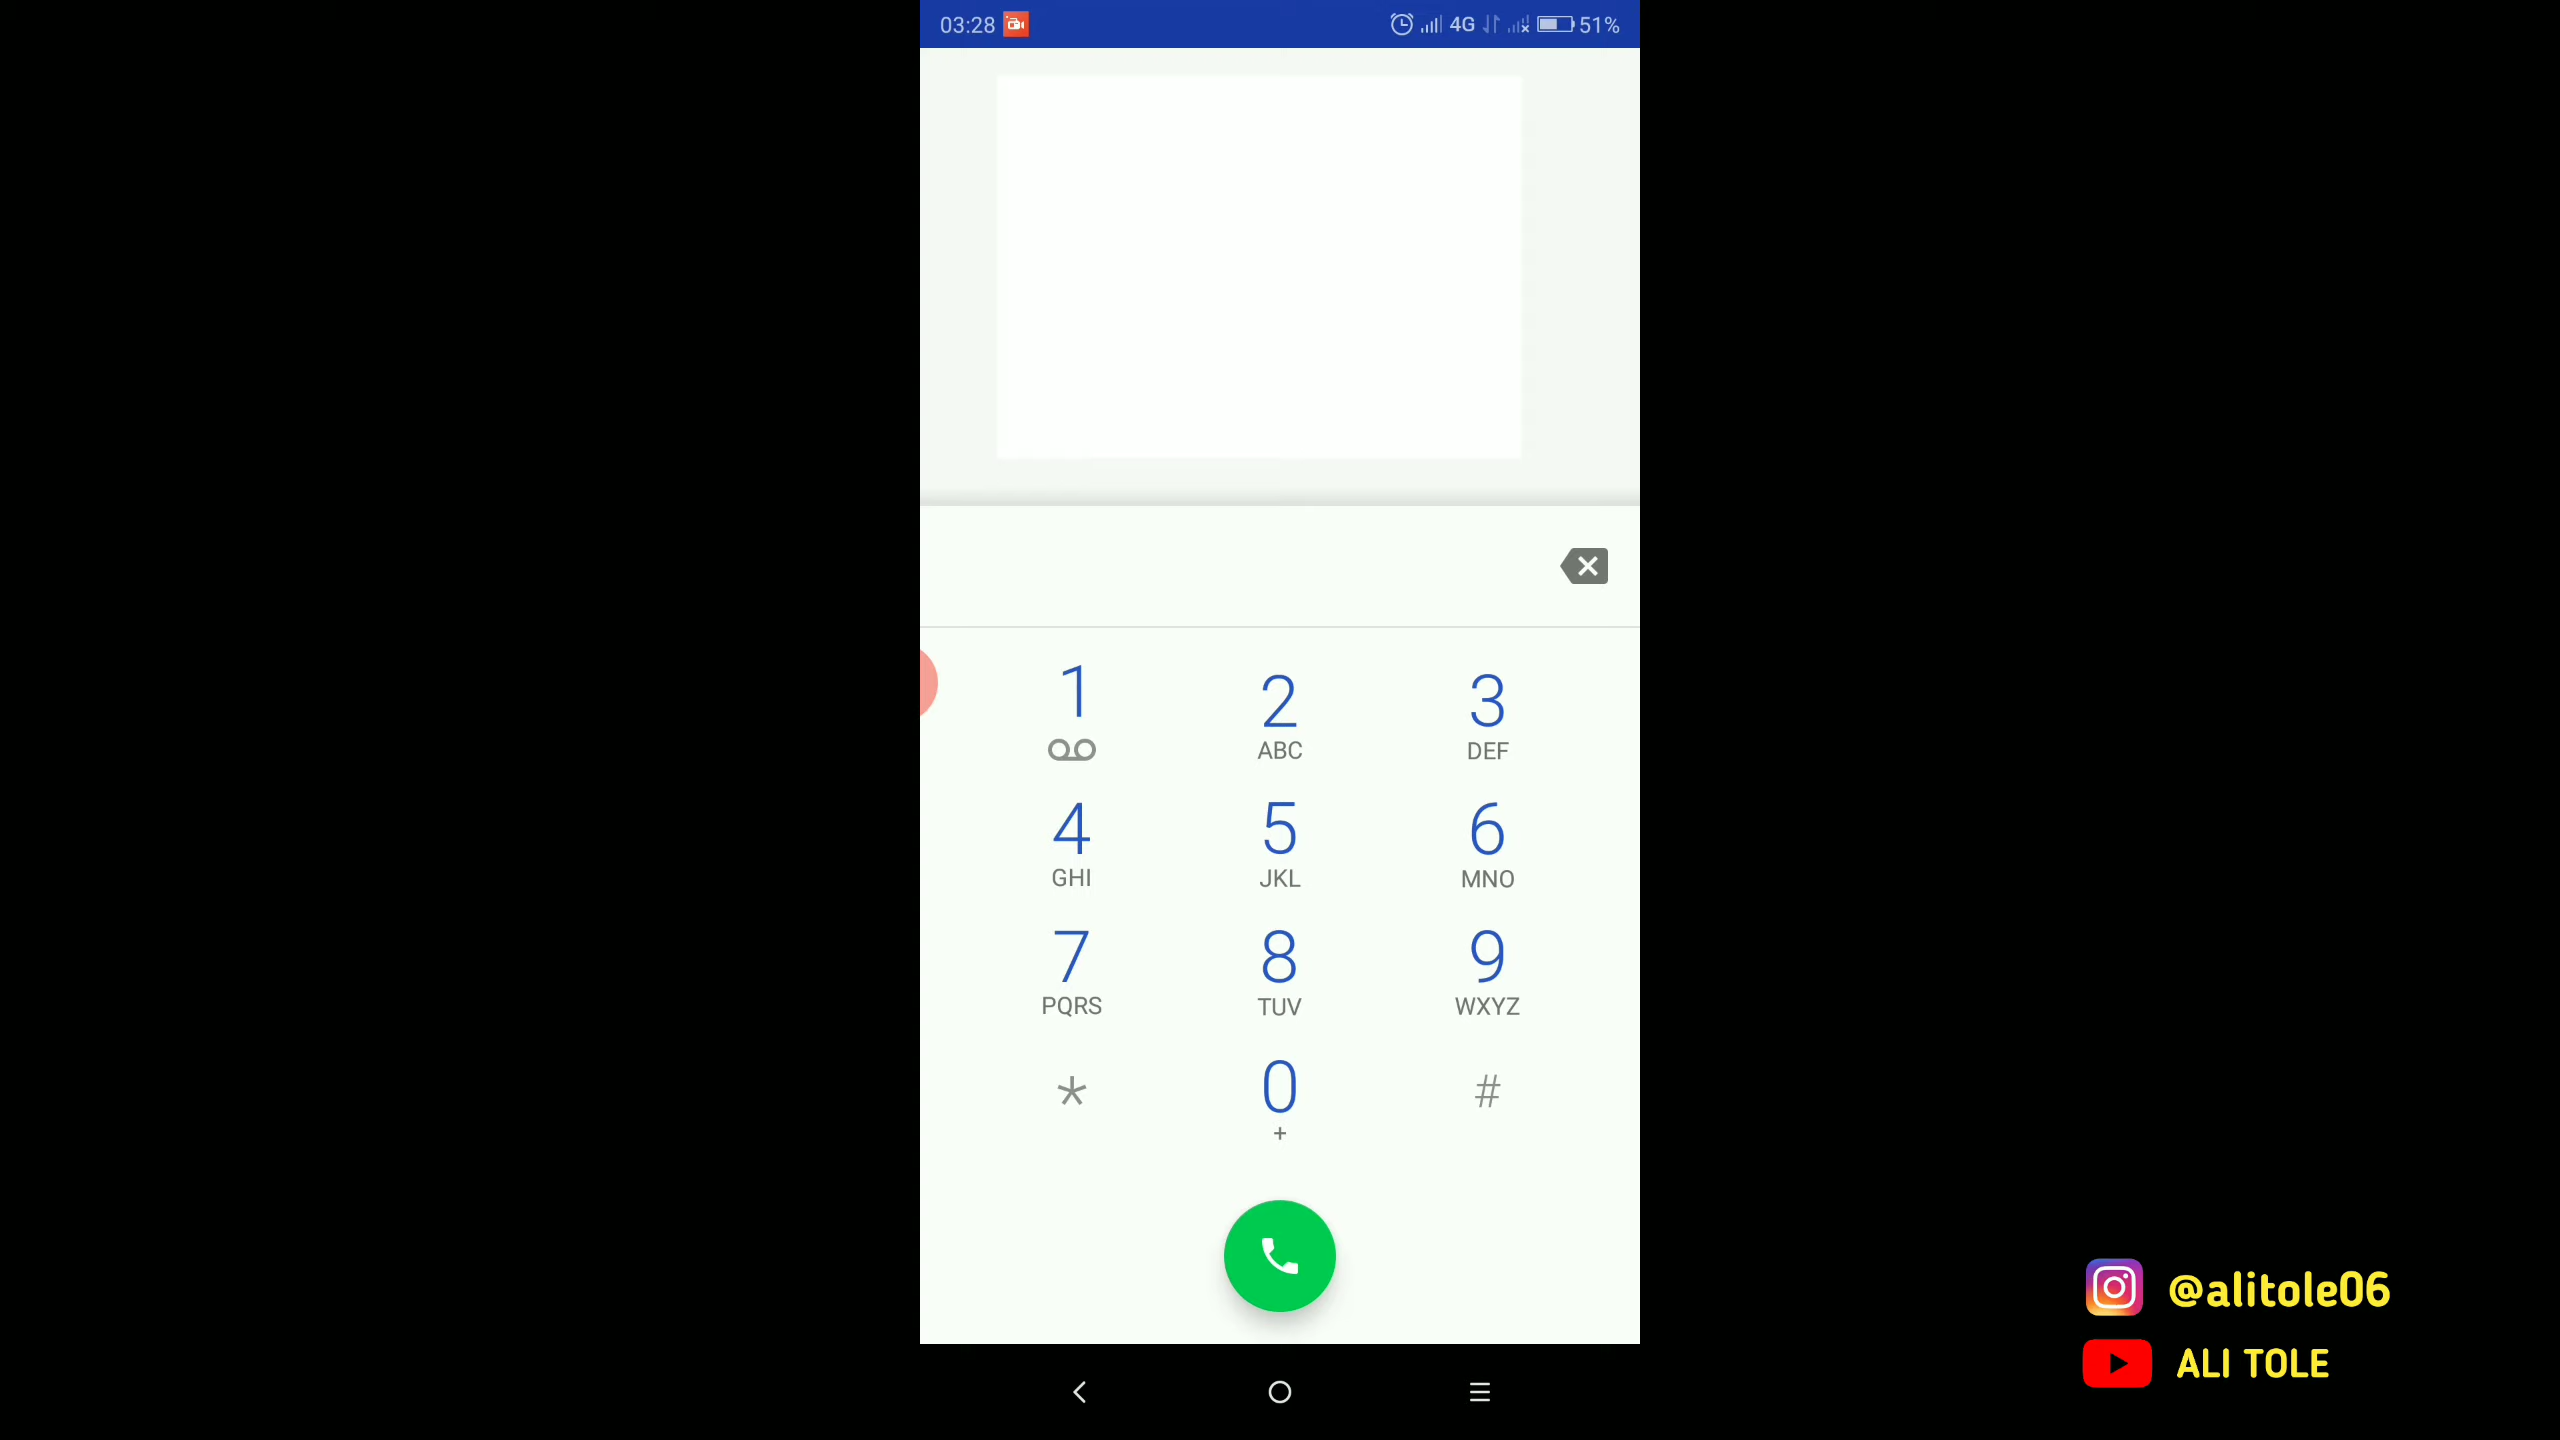 03:28 4G 51%
1 2 3
ABC DEF
4 5 6
GHI JKL MNO
7 8 9
PQRS TUV WXYZ
* 0 #
+
@alitole06
ALI TOLE